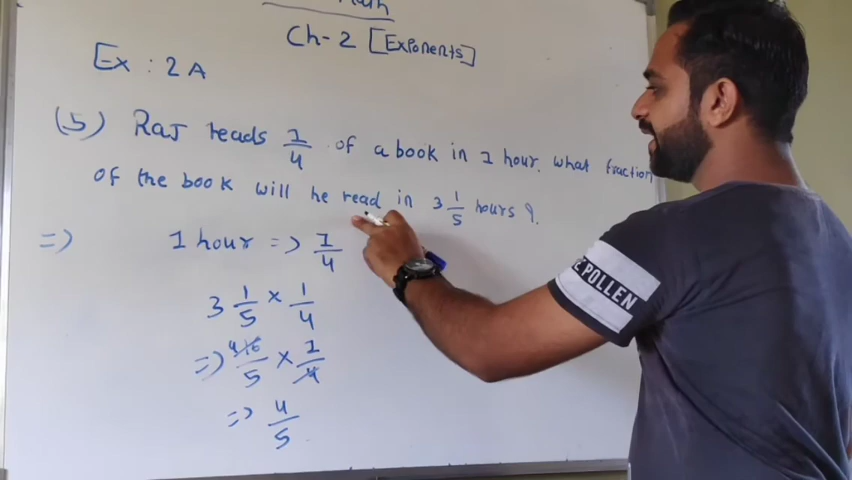 Ch-2 [Exponents]
Ex : 2A
(5) Raj reads 1/4 of a book in 1 hour. what fraction
of the book will he read in 3 1/5 hours ?
=> 1 hour => 1/4
3 1/5 × 1/4
=> 16/5 × 1/4
=> 4/5
POLLEN